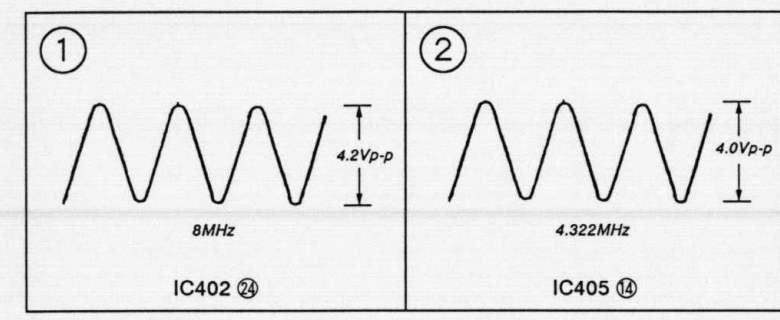 ①
4.2Vp-p
8MHz
IC402 ㉔
②
4.0Vp-p
4.322MHz
IC405 ⑭